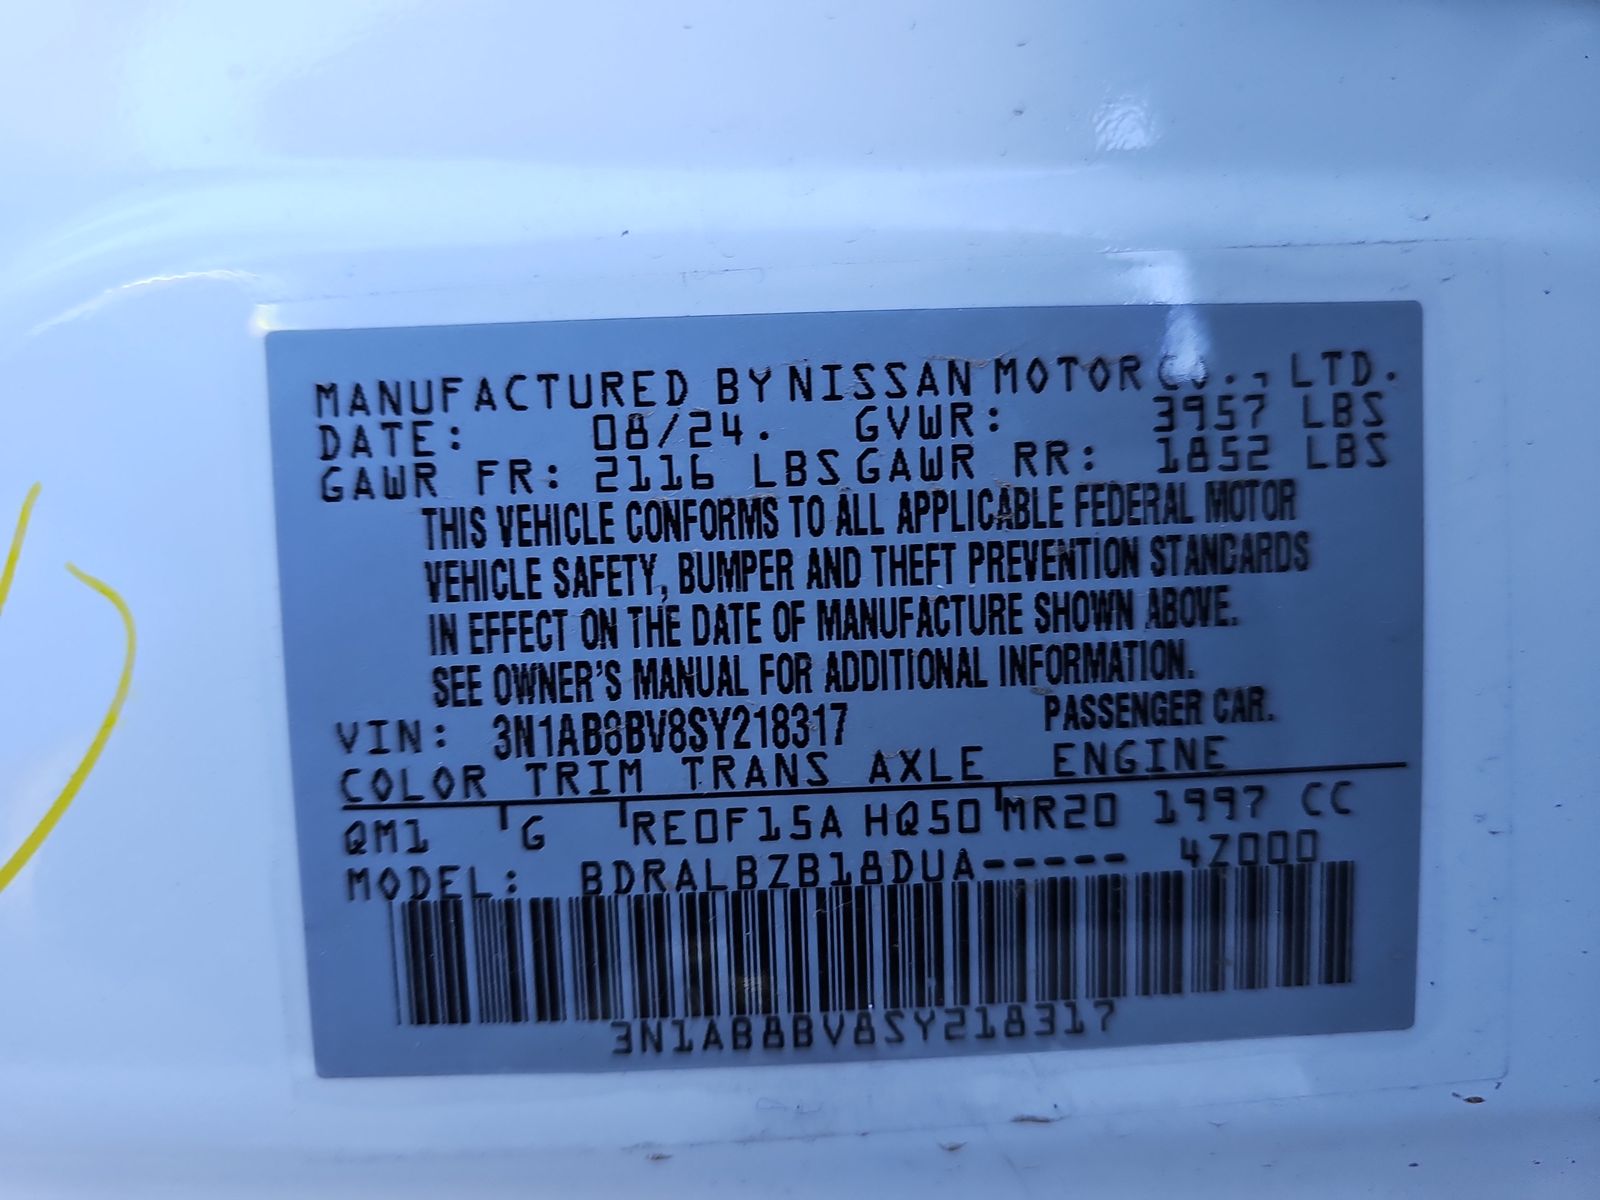 MANUFACTURED BY NISSAN MOTOR CO., LTD.
DATE: 08/24. GVWR: 3957 LBS
GAWR FR: 2116 LBS GAWR RR: 1852 LBS
THIS VEHICLE CONFORMS TO ALL APPLICABLE FEDERAL MOTOR
VEHICLE SAFETY, BUMPER AND THEFT PREVENTION STANDARDS
IN EFFECT ON THE DATE OF MANUFACTURE SHOWN ABOVE.
SEE OWNER'S MANUAL FOR ADDITIONAL INFORMATION.
VIN: 3N1AB8BV8SY218317 PASSENGER CAR.
COLOR TRIM TRANS AXLE ENGINE
QM1 G RE0F15A HQ50 MR20 1997 CC
MODEL: BDRALBZB18DUA----- 4Z000
3N1AB8BV8SY218317